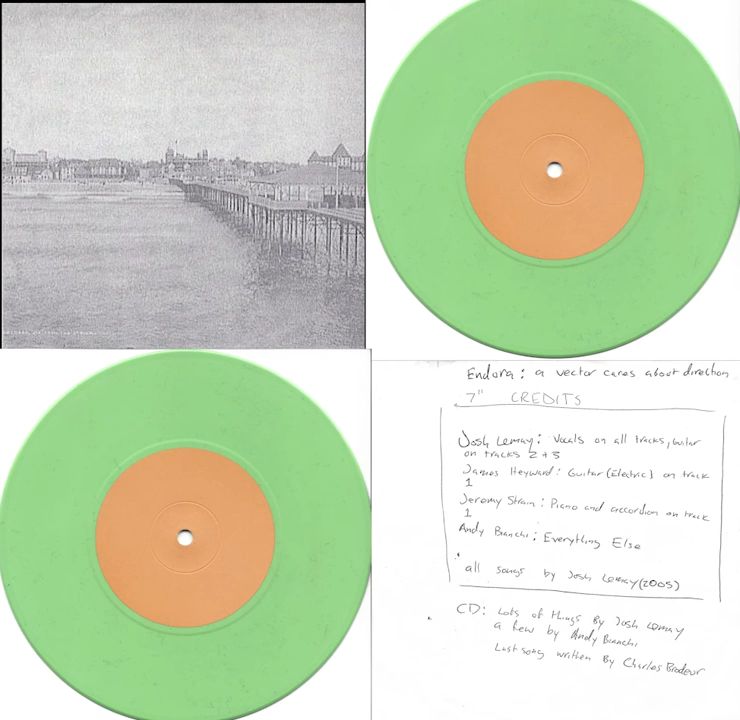 Endora: a vector cares about direction
7" CREDITS
Josh Lemay: Vocals on all tracks, Guitar
on tracks 2 + 3
James Heyward: Guitar (Electric) on track
1
Jeremy Strain: Piano and accordion on track
1
Andy Bianchi: Everything Else
all songs by Josh Lemay (2005)
CD: Lots of things By Josh Lemay
a few by Andy Bianchi
Last song written By Charles Brodeur